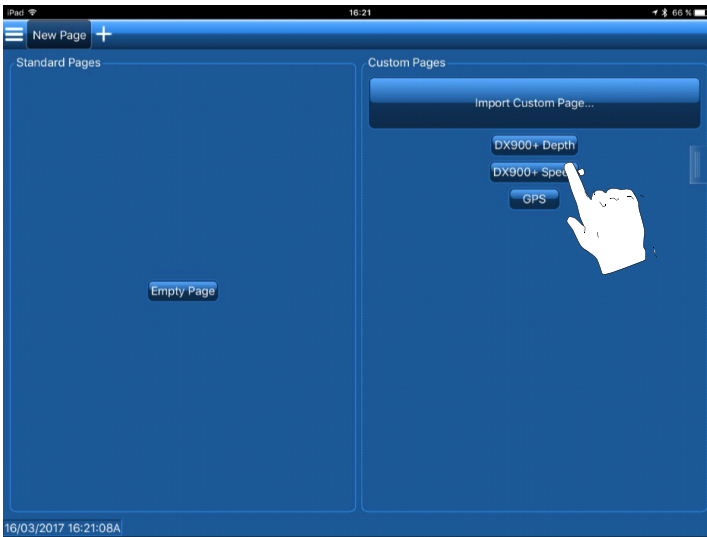 iPad 16:21 66 %
New Page +
Standard Pages
Custom Pages
Import Custom Page...
DX900+ Depth
DX900+
GPS
Empty Page
16/03/2017 16:21:08A